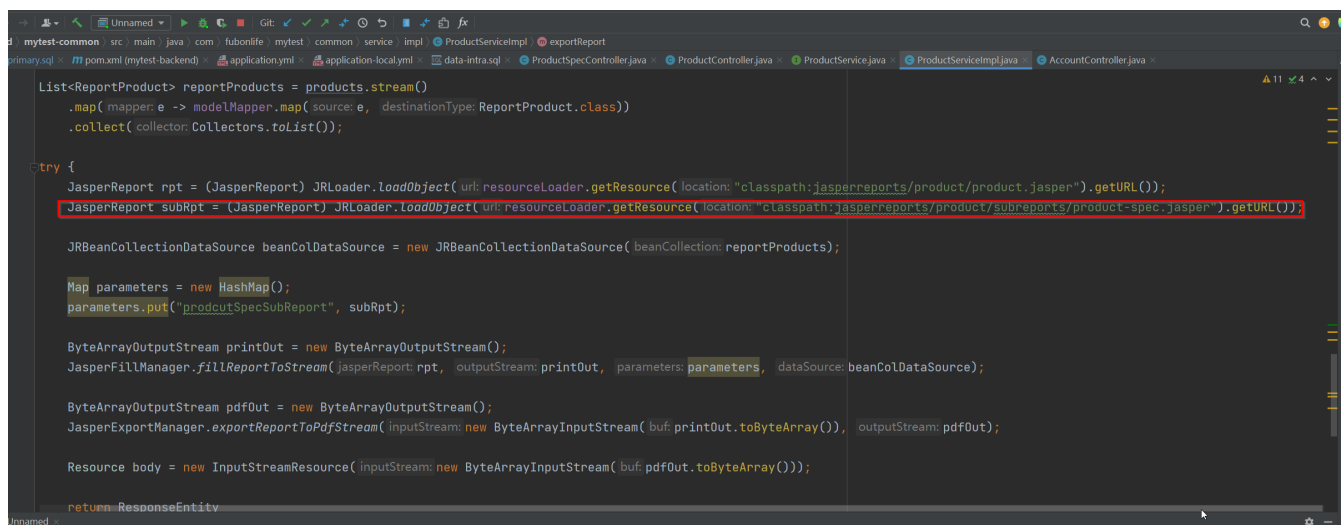 Unnamed Git: fx
d mytest-common src main java com fubonlife mytest common service impl ProductServiceImpl exportReport
primary.sql pom.xml (mytest-backend) application.yml application-local.yml data-intra.sql ProductSpecController.java ProductController.java ProductService.java ProductServiceImpl.java AccountController.java
List<ReportProduct> reportProducts = products.stream() 11 4
.map( mapper: e -> modelMapper.map( source: e, destinationType: ReportProduct.class))
.collect( collector: Collectors.toList());
try {
JasperReport rpt = (JasperReport) JRLoader.loadObject( url: resourceLoader.getResource( location: "classpath:jasperreports/product/product.jasper").getURL());
JasperReport subRpt = (JasperReport) JRLoader.loadObject( url: resourceLoader.getResource( location: "classpath:jasperreports/product/subreports/product-spec.jasper").getURL());
JRBeanCollectionDataSource beanColDataSource = new JRBeanCollectionDataSource( beanCollection: reportProducts);
Map parameters = new HashMap();
parameters.put("prodcutSpecSubReport", subRpt);
ByteArrayOutputStream printOut = new ByteArrayOutputStream();
JasperFillManager.fillReportToStream( jasperReport: rpt, outputStream: printOut, parameters: parameters, dataSource: beanColDataSource);
ByteArrayOutputStream pdfOut = new ByteArrayOutputStream();
JasperExportManager.exportReportToPdfStream( inputStream: new ByteArrayInputStream( buf: printOut.toByteArray()), outputStream: pdfOut);
Resource body = new InputStreamResource( inputStream: new ByteArrayInputStream( buf: pdfOut.toByteArray()));
return ResponseEntity
Unnamed